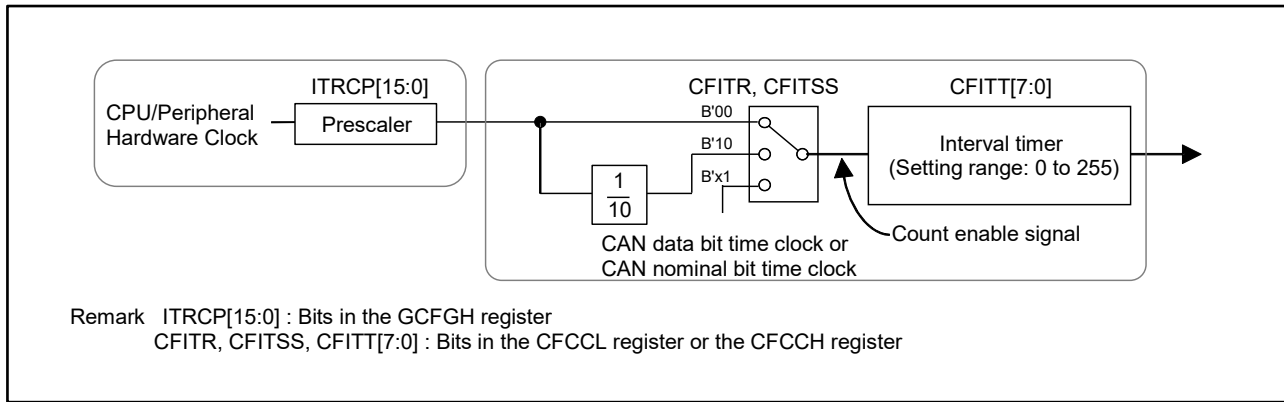 ITRCP[15:0]
CPU/Peripheral
Hardware Clock
Prescaler
CFITR, CFITSS
B'00
B'10
B'x1
1
10
CAN data bit time clock or
CAN nominal bit time clock
CFITT[7:0]
Interval timer
(Setting range: 0 to 255)
Count enable signal
Remark ITRCP[15:0] : Bits in the GCFGH register
CFITR, CFITSS, CFITT[7:0] : Bits in the CFCCL register or the CFCCH register